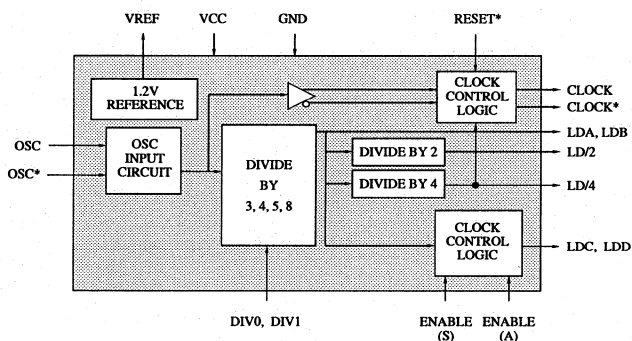 VREF
VCC
GND
RESET*
1.2V
REFERENCE
CLOCK
CONTROL
LOGIC
CLOCK
CLOCK*
OSC
OSC*
OSC
INPUT
CIRCUIT
DIVIDE
BY
3, 4, 5, 8
LDA, LDB
DIVIDE BY 2
LD/2
DIVIDE BY 4
LD/4
CLOCK
CONTROL
LOGIC
LDC, LDD
DIV0, DIV1
ENABLE
(S)
ENABLE
(A)